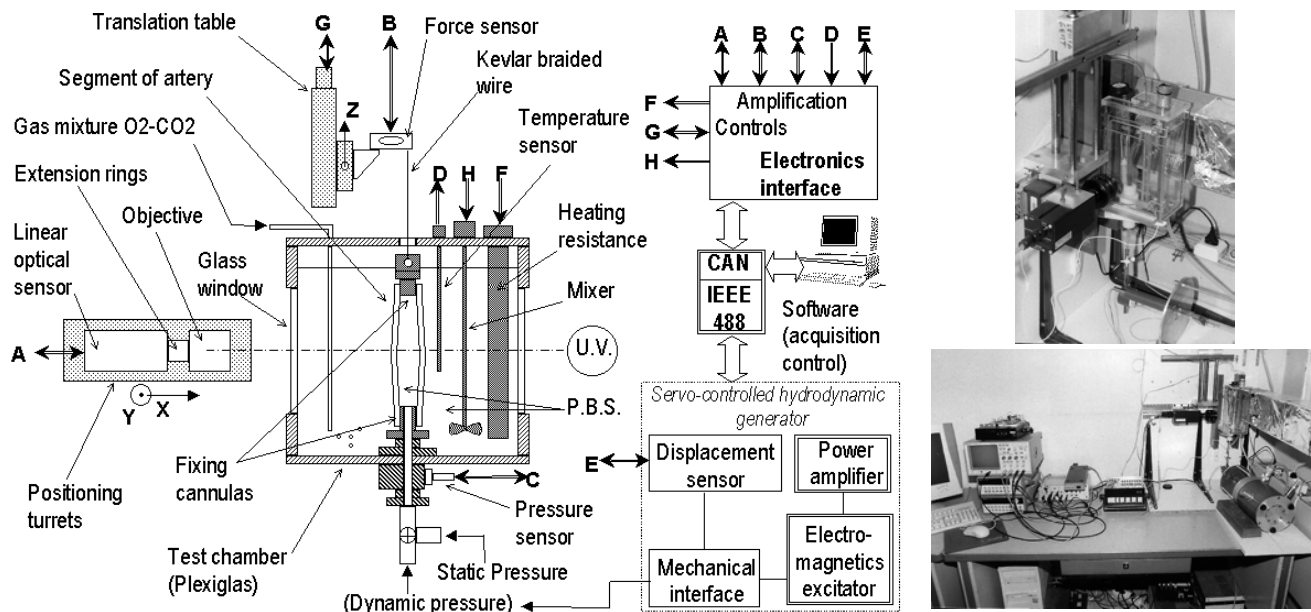 Translation table
G
B
Force sensor
Segment of artery
Kevlar braided
wire
Gas mixture O2-CO2
Z
Temperature
sensor
Extension rings
D
H
F
Objective
Heating
resistance
Linear
optical
sensor
Glass
window
Mixer
A
U.V.
Y
X
P.B.S.
Positioning
turrets
Fixing
cannulas
C
Pressure
sensor
Test chamber
(Plexiglas)
Static Pressure
(Dynamic pressure)
A
B
C
D
E
F
G
H
Amplification
Controls
Electronics
interface
CAN
IEEE
488
Software
(acquisition
control)
Servo-controlled hydrodynamic
generator
E
Displacement
sensor
Power
amplifier
Mechanical
interface
Electro-
magnetics
excitator